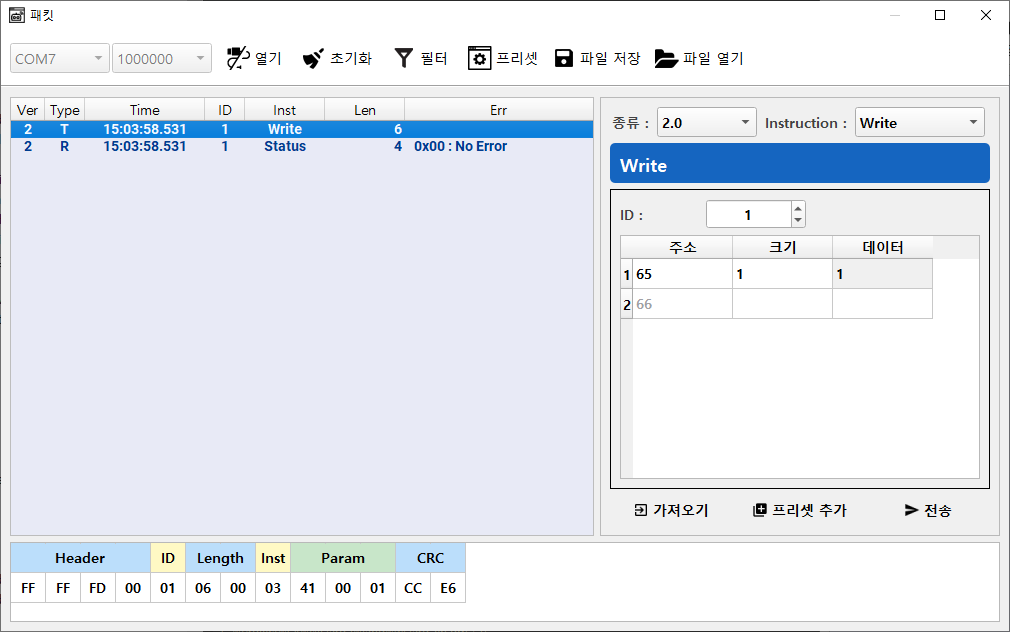 패킷
COM7 1000000 열기 초기화 필터 프리셋 파일 저장 파일 열기
Ver Type Time ID Inst Len Err
2 T 15:03:58.531 1 Write 6
2 R 15:03:58.531 1 Status 4 0x00 : No Error
종류 : 2.0 Instruction : Write
Write
ID : 1
주소 크기 데이터
1 65 1 1
2 66
가져오기 프리셋 추가 전송
Header ID Length Inst Param CRC
FF FF FD 00 01 06 00 03 41 00 01 CC E6